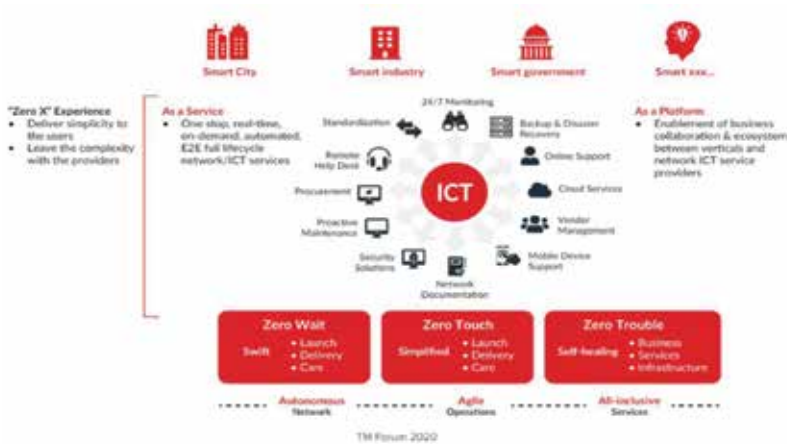 Smart City
Smart industry
Smart government
Smart xxx...
"Zero X" Experience
• Deliver simplicity to
the users
• Leave the complexity
with the providers
As a Service
• One stop, real-time,
on-demand, automated,
E2E full lifecycle
network/ICT services
As a Platform
• Enablement of business
collaboration & ecosystem
between verticals and
network ICT service
providers
24/7 Monitoring
Standardization
Backup & Disaster
Recovery
Remote
Help Desk
Online Support
ICT
Procurement
Cloud Services
Proactive
Maintenance
Vendor
Management
Security
Solutions
Mobile Device
Support
Network
Documentation
Zero Wait
Swift
• Launch
• Delivery
• Care
Zero Touch
Simplified
• Launch
• Delivery
• Care
Zero Trouble
Self-healing
• Business
• Services
• Infrastructure
Autonomous
Network
Agile
Operations
All-inclusive
Services
TM Forum 2020